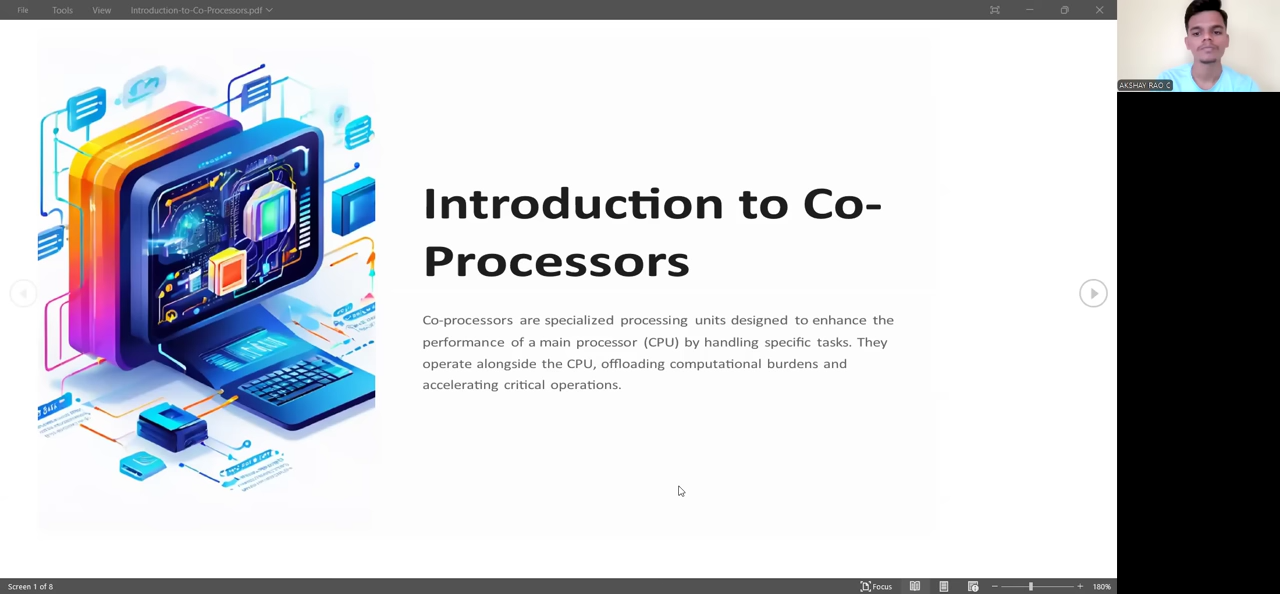 File Tools View Introduction-to-Co-Processors.pdf
AKSHAY RAO C
Introduction to Co-
Processors
Co-processors are specialized processing units designed to enhance the
performance of a main processor (CPU) by handling specific tasks. They
operate alongside the CPU, offloading computational burdens and
accelerating critical operations.
Screen 1 of 8 Focus 180%